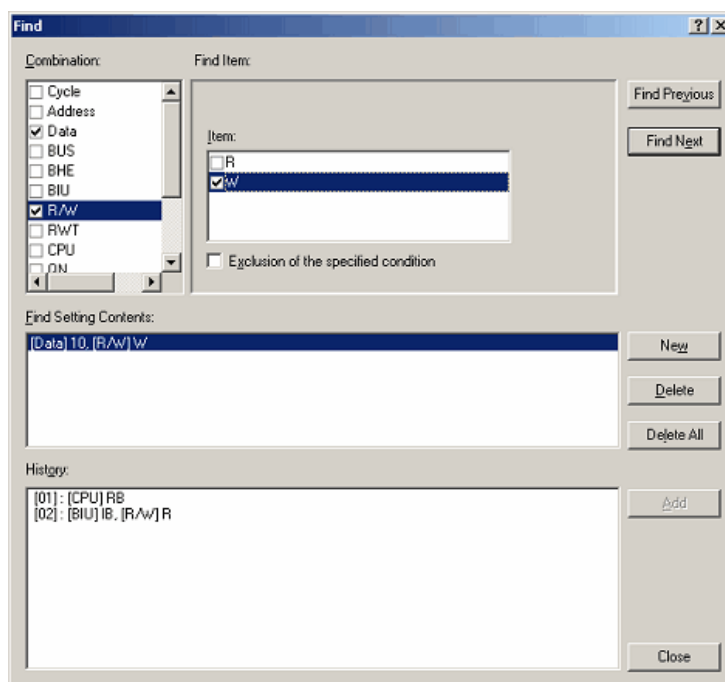 Find
Combination:
Find Item:
Cycle
Address
Data
BUS
BHE
BIU
R/W
RWT
CPU
QN
Item:
R
W
Exclusion of the specified condition
Find Previous
Find Next
Find Setting Contents:
[Data] 10, [R/W] W
New
Delete
Delete All
History:
[01] : [CPU] RB
[02] : [BIU] IB, [R/W] R
Add
Close